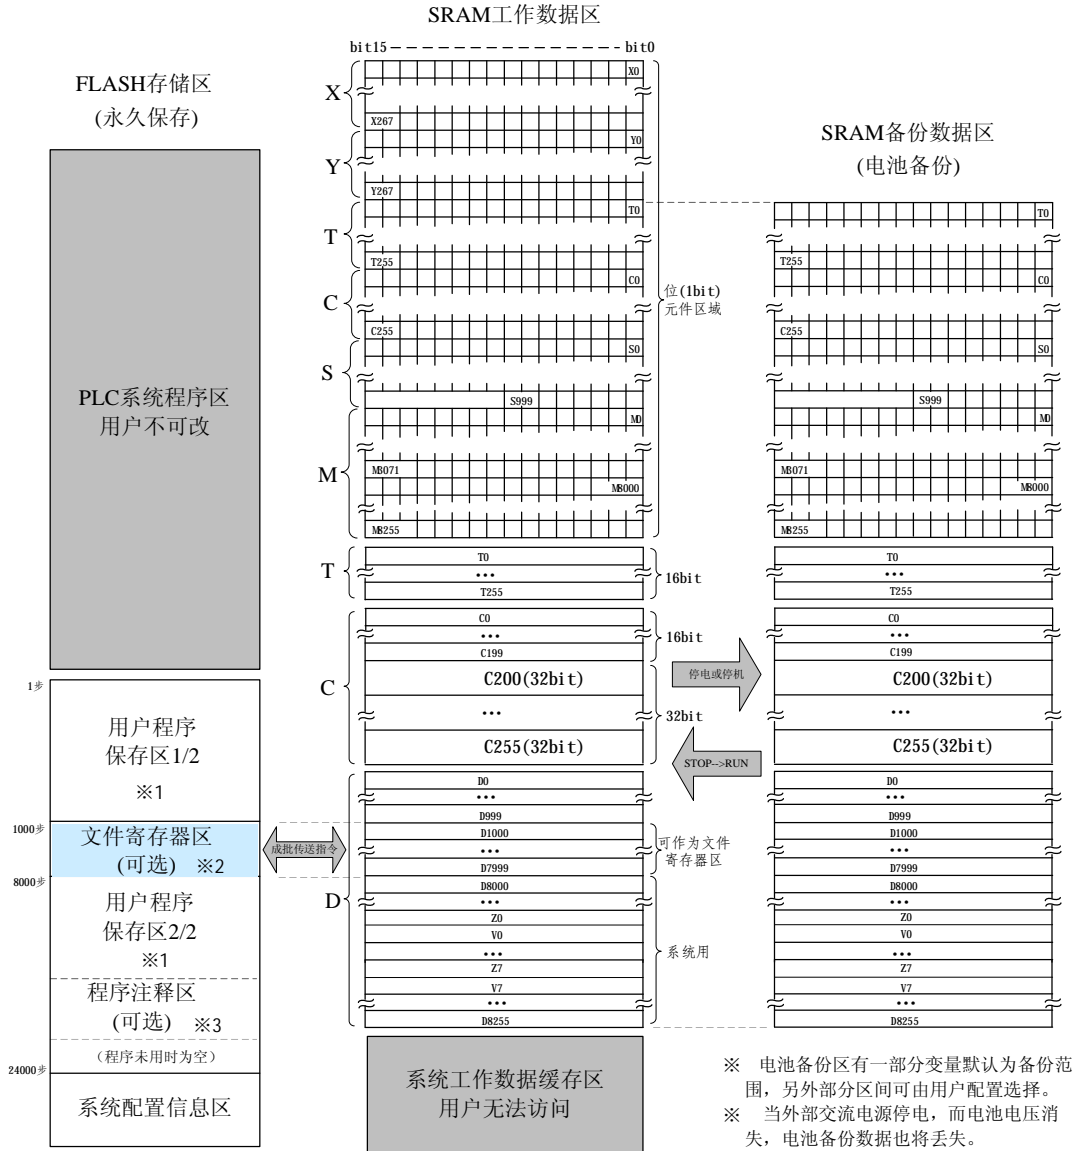 SRAM工作数据区
bit15 bit0
FLASH存储区
(永久保存)
PLC系统程序区
用户不可改
1步
用户程序
保存区1/2
※1
1000步
文件寄存器区
(可选) ※2
8000步
用户程序
保存区2/2
※1
程序注释区
(可选) ※3
(程序未用时为空)
24000步
系统配置信息区
X
X0
X267
Y
Y0
Y267
T
T0
T255
C
C0
C255
S
S0
S999
M
M0
M3071
M8000
M8255
位(1bit)
元件区域
T
T0
•••
T255
16bit
C
C0
•••
C199
16bit
C200(32bit)
•••
C255(32bit)
32bit
D
D0
•••
D999
D1000
•••
D7999
可作为文件
寄存器区
D8000
•••
Z0
V0
•••
Z7
V7
•••
D8255
系统用
成批传送指令
系统工作数据缓存区
用户无法访问
停电或停机
STOP-->RUN
SRAM备份数据区
(电池备份)
T0
T255
C0
C255
S0
S999
M0
M3071
M8000
M8255
T0
•••
T255
C0
•••
C199
C200(32bit)
•••
C255(32bit)
D0
•••
D999
D1000
•••
D7999
D8000
•••
Z0
V0
•••
Z7
V7
•••
D8255
※ 电池备份区有一部分变量默认为备份范
围，另外部分区间可由用户配置选择。
※ 当外部交流电源停电，而电池电压消
失，电池备份数据也将丢失。